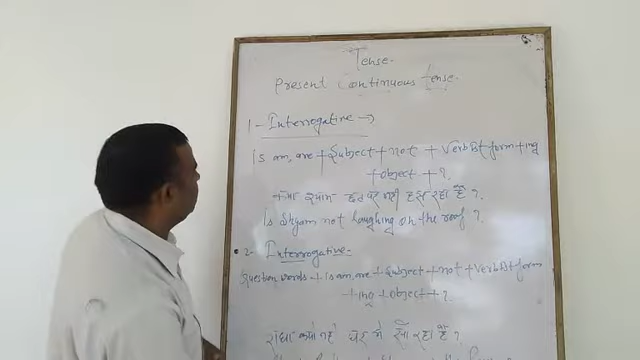 Tense-
Present Continuous tense-
1- Interrogative →
Is am, are + Subject + not + Verb Ist form + ing
+ object + ?
क्या श्याम छत पर नहीं हंस रहा है ?
Is Shyam not laughing on the roof ?
2- Interrogative-
Question words + is am, are + Subject + not + Verb Ist form
+ ing + object + ?
राधा क्यों नहीं घर में सो रहा है ?